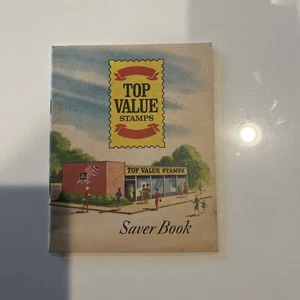 TOP
VALUE
STAMPS
TOP VALUE STAMPS
Saver Book